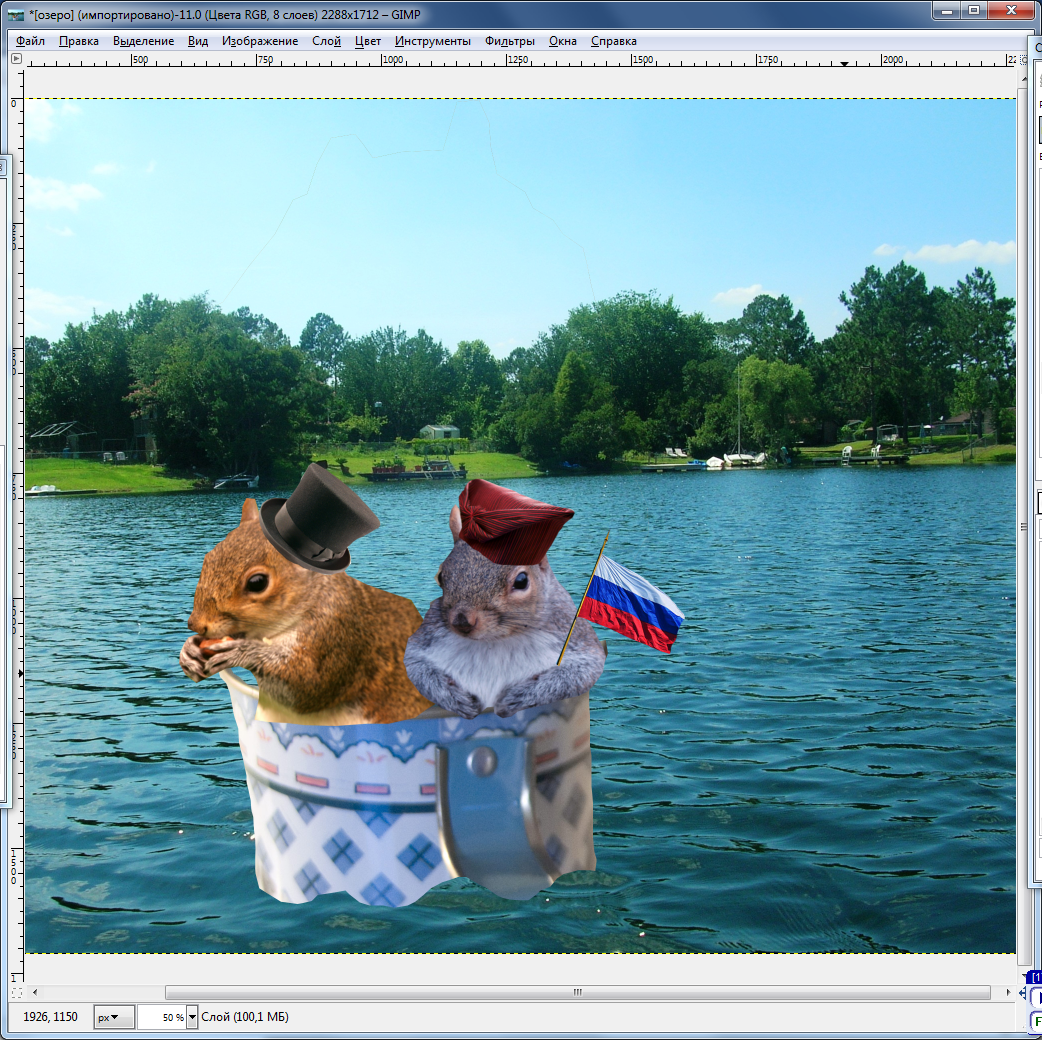 *[озеро] (импортировано)-11.0 (Цвета RGB, 8 слоев) 2288x1712 – GIMP
Файл Правка Выделение Вид Изображение Слой Цвет Инструменты Фильтры Окна Справка
500 750 1000 1250 1500 1750 2000
0
1926, 1150 px 50 % Слой (100,1 МБ)